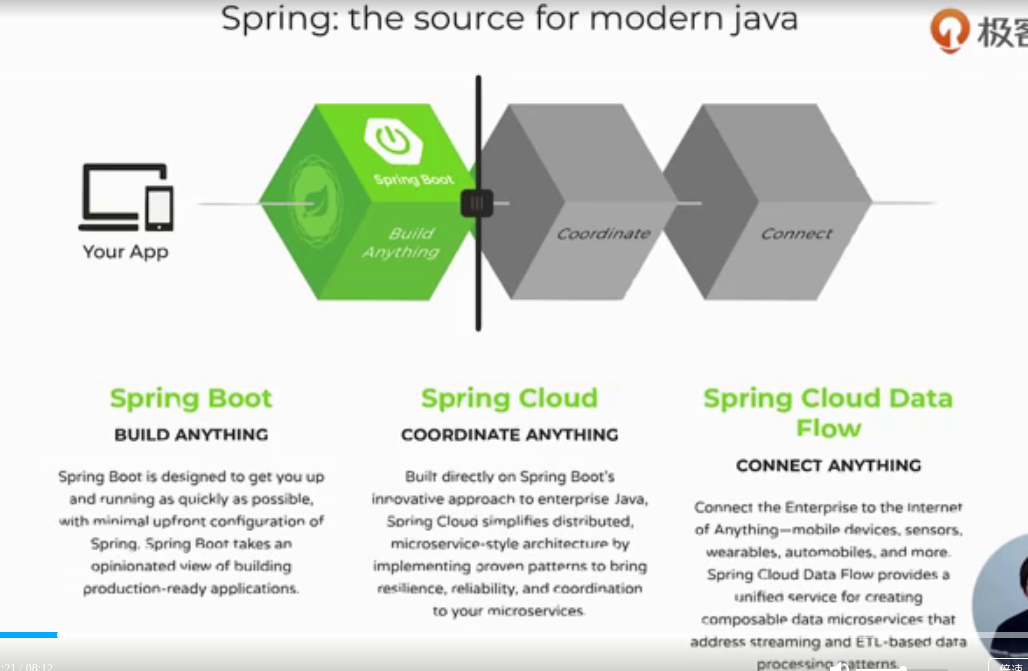 Spring: the source for modern java
极客
Spring Boot
Build
Anything
Coordinate
Connect
Your App
Spring Boot
BUILD ANYTHING
Spring Boot is designed to get you up
and running as quickly as possible,
with minimal upfront configuration of
Spring. Spring Boot takes an
opinionated view of building
production-ready applications.
Spring Cloud
COORDINATE ANYTHING
Built directly on Spring Boot's
innovative approach to enterprise Java,
Spring Cloud simplifies distributed,
microservice-style architecture by
implementing proven patterns to bring
resilience, reliability, and coordination
to your microservices.
Spring Cloud Data
Flow
CONNECT ANYTHING
Connect the Enterprise to the Internet
of Anything—mobile devices, sensors,
wearables, automobiles, and more.
Spring Cloud Data Flow provides a
unified service for creating
composable data microservices that
address streaming and ETL-based data
processing patterns.
:21 / 08:12
倍速